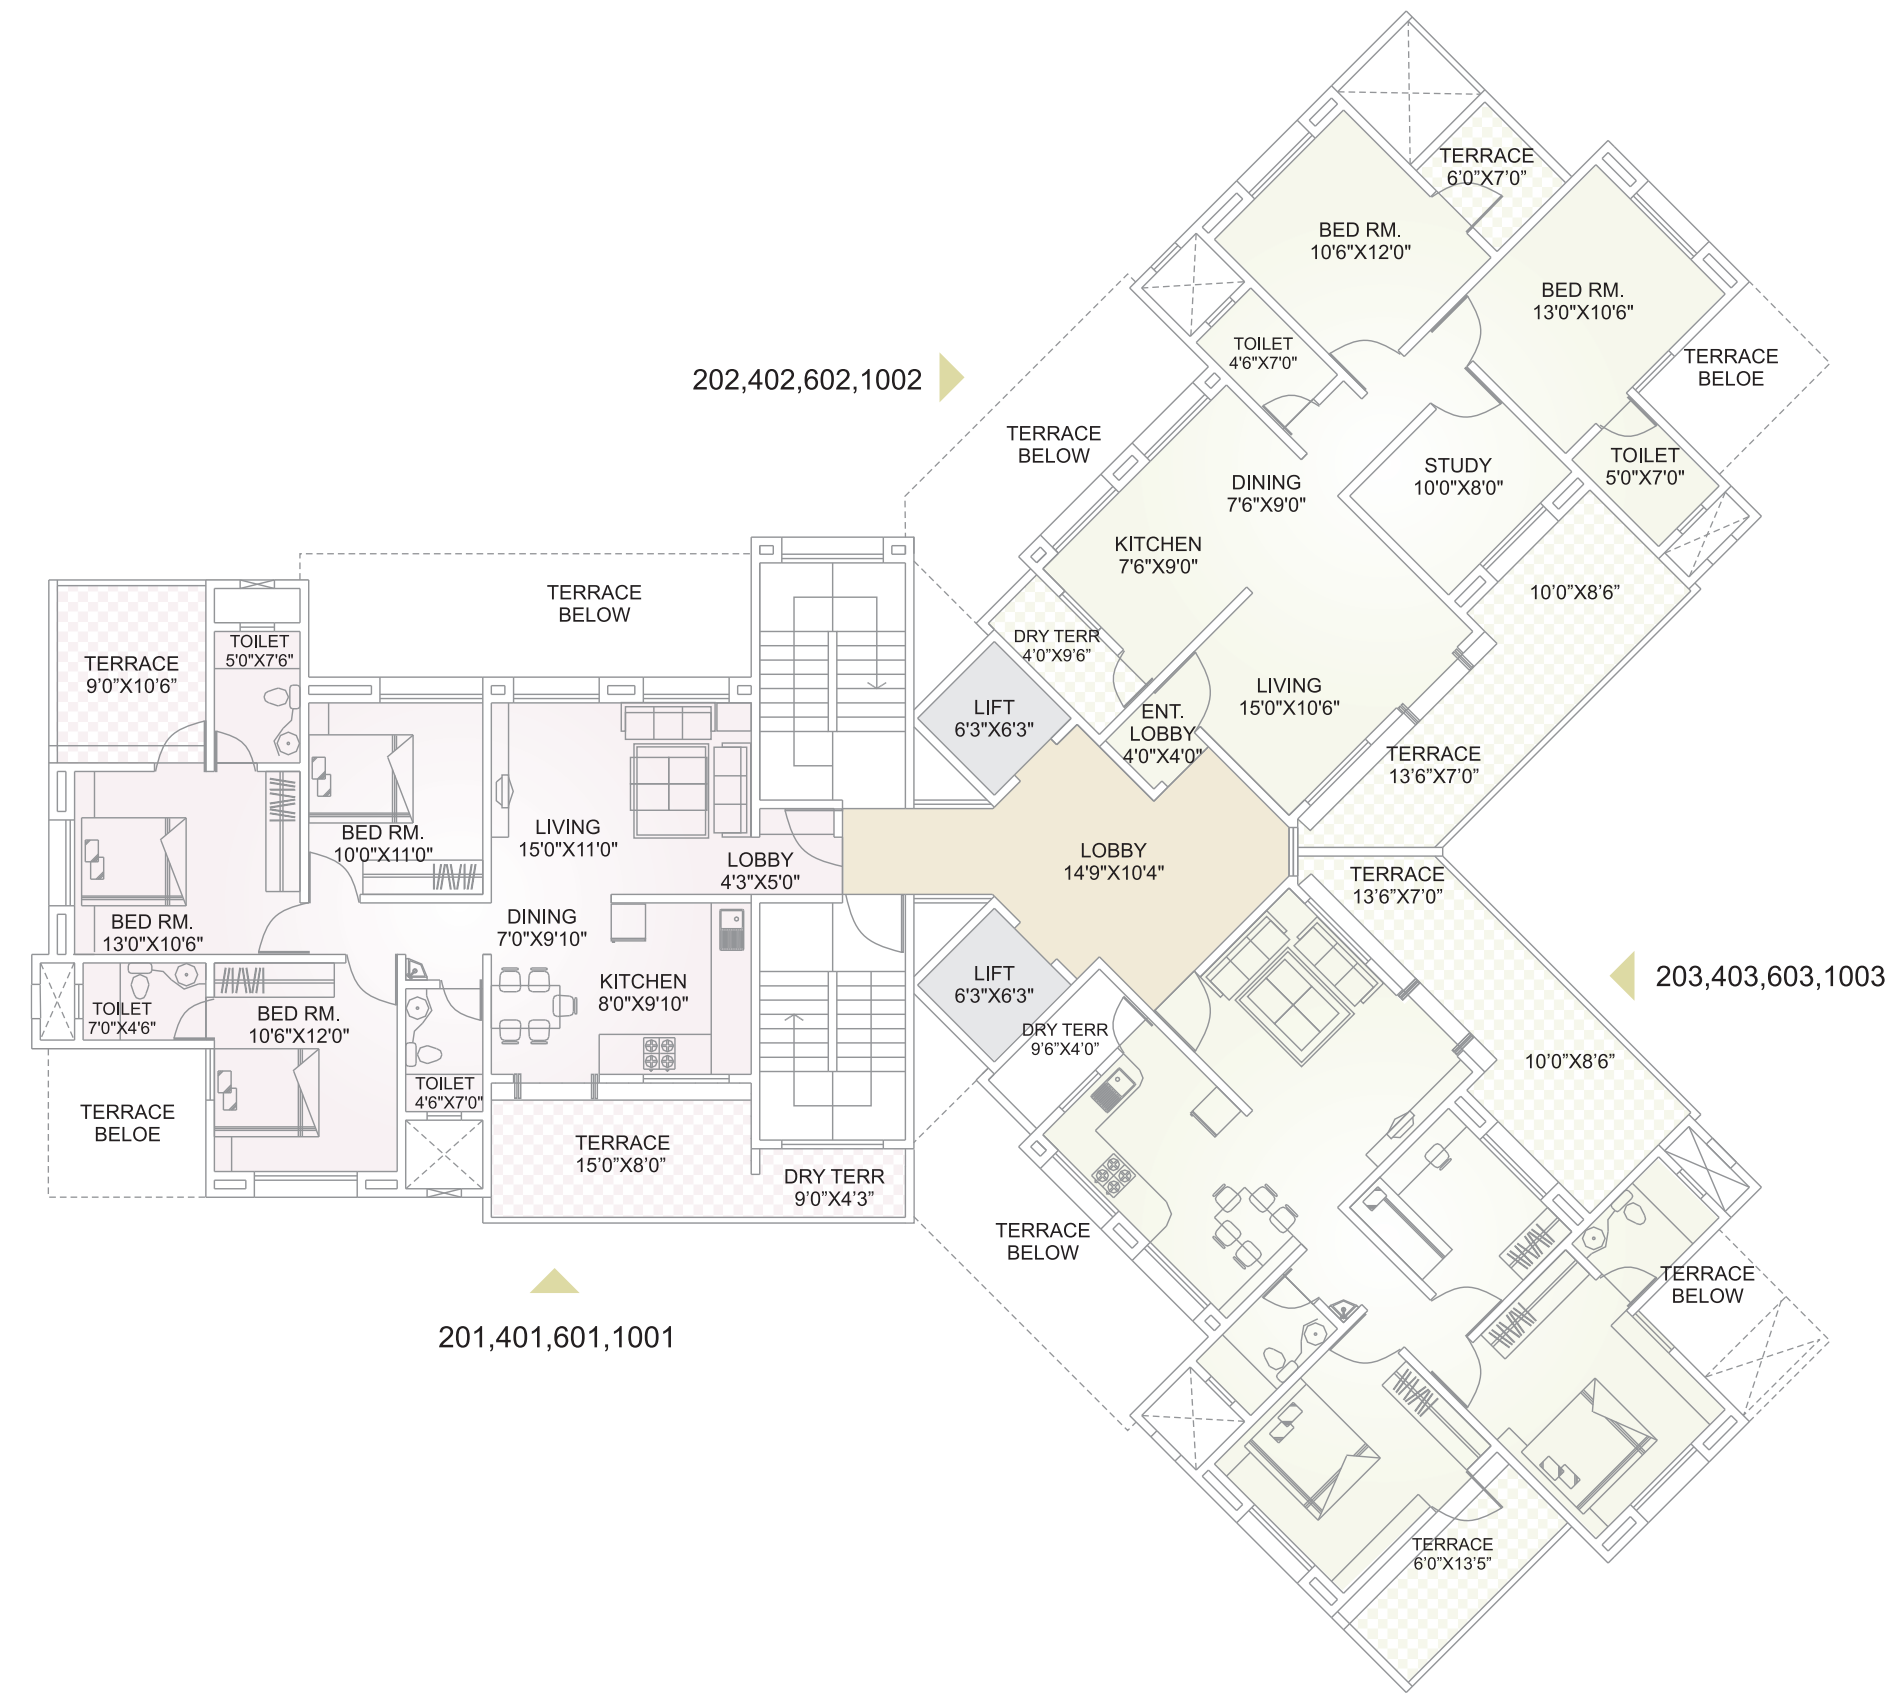 TERRACE
6’0”X7’0”
BED RM.
10'6"X12'0"
BED RM.
13'0"X10'6"
TOILET
4'6"X7'0"
TERRACE
BELOE
202,402,602,1002
TERRACE
BELOW
STUDY
10'0"X8'0"
TOILET
5'0"X7'0"
DINING
7'6"X9'0"
KITCHEN
7'6"X9'0"
10’0”X8’6”
DRY TERR
4’0”X9’6”
LIVING
15'0"X10'6"
ENT.
LOBBY
4'0"X4'0"
LIFT
6'3"X6'3"
TERRACE
13’6”X7’0”
TERRACE
BELOW
TOILET
5'0"X7'6"
TERRACE
9’0”X10’6”
BED RM.
10'0"X11'0"
LIVING
15'0"X11'0"
LOBBY
4'3"X5'0"
LOBBY
14'9"X10'4"
BED RM.
13'0"X10'6"
DINING
7'0"X9'10"
KITCHEN
8'0"X9'10"
TOILET
7'0"X4'6"
BED RM.
10'6"X12'0"
TOILET
4'6"X7'0"
TERRACE
BELOE
TERRACE
15’0”X8’0”
DRY TERR
9’0”X4’3”
201,401,601,1001
LIFT
6'3"X6'3"
TERRACE
13’6”X7’0”
203,403,603,1003
DRY TERR
9’6”X4’0”
10’0”X8’6”
TERRACE
BELOW
TERRACE
BELOW
TERRACE
6’0”X13’5”